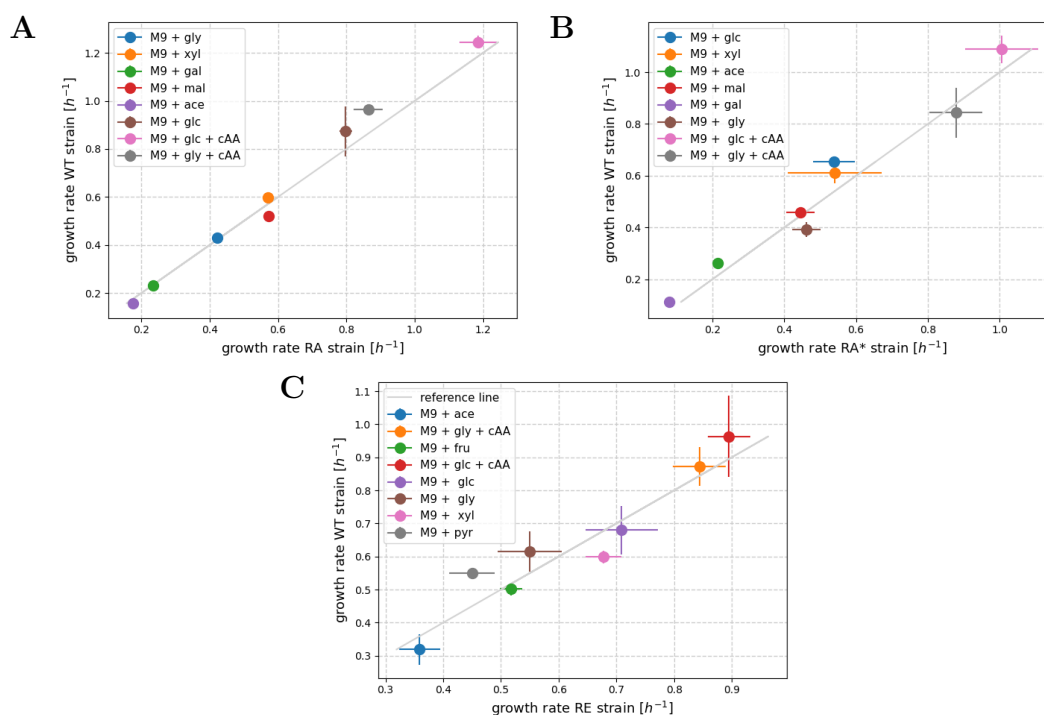 A
M9 + gly
M9 + xyl
M9 + gal
M9 + mal
M9 + ace
M9 + glc
M9 + glc + cAA
M9 + gly + cAA
growth rate WT strain [h⁻¹]
1.2
1.0
0.8
0.6
0.4
0.2
0.2 0.4 0.6 0.8 1.0 1.2
growth rate RA strain [h⁻¹]
B
M9 + glc
M9 + xyl
M9 + ace
M9 + mal
M9 + gal
M9 + gly
M9 + glc + cAA
M9 + gly + cAA
growth rate WT strain [h⁻¹]
1.0
0.8
0.6
0.4
0.2
0.2 0.4 0.6 0.8 1.0
growth rate RA* strain [h⁻¹]
C
reference line
M9 + ace
M9 + gly + cAA
M9 + fru
M9 + glc + cAA
M9 + glc
M9 + gly
M9 + xyl
M9 + pyr
growth rate WT strain [h⁻¹]
1.1
1.0
0.9
0.8
0.7
0.6
0.5
0.4
0.3
0.3 0.4 0.5 0.6 0.7 0.8 0.9
growth rate RE strain [h⁻¹]